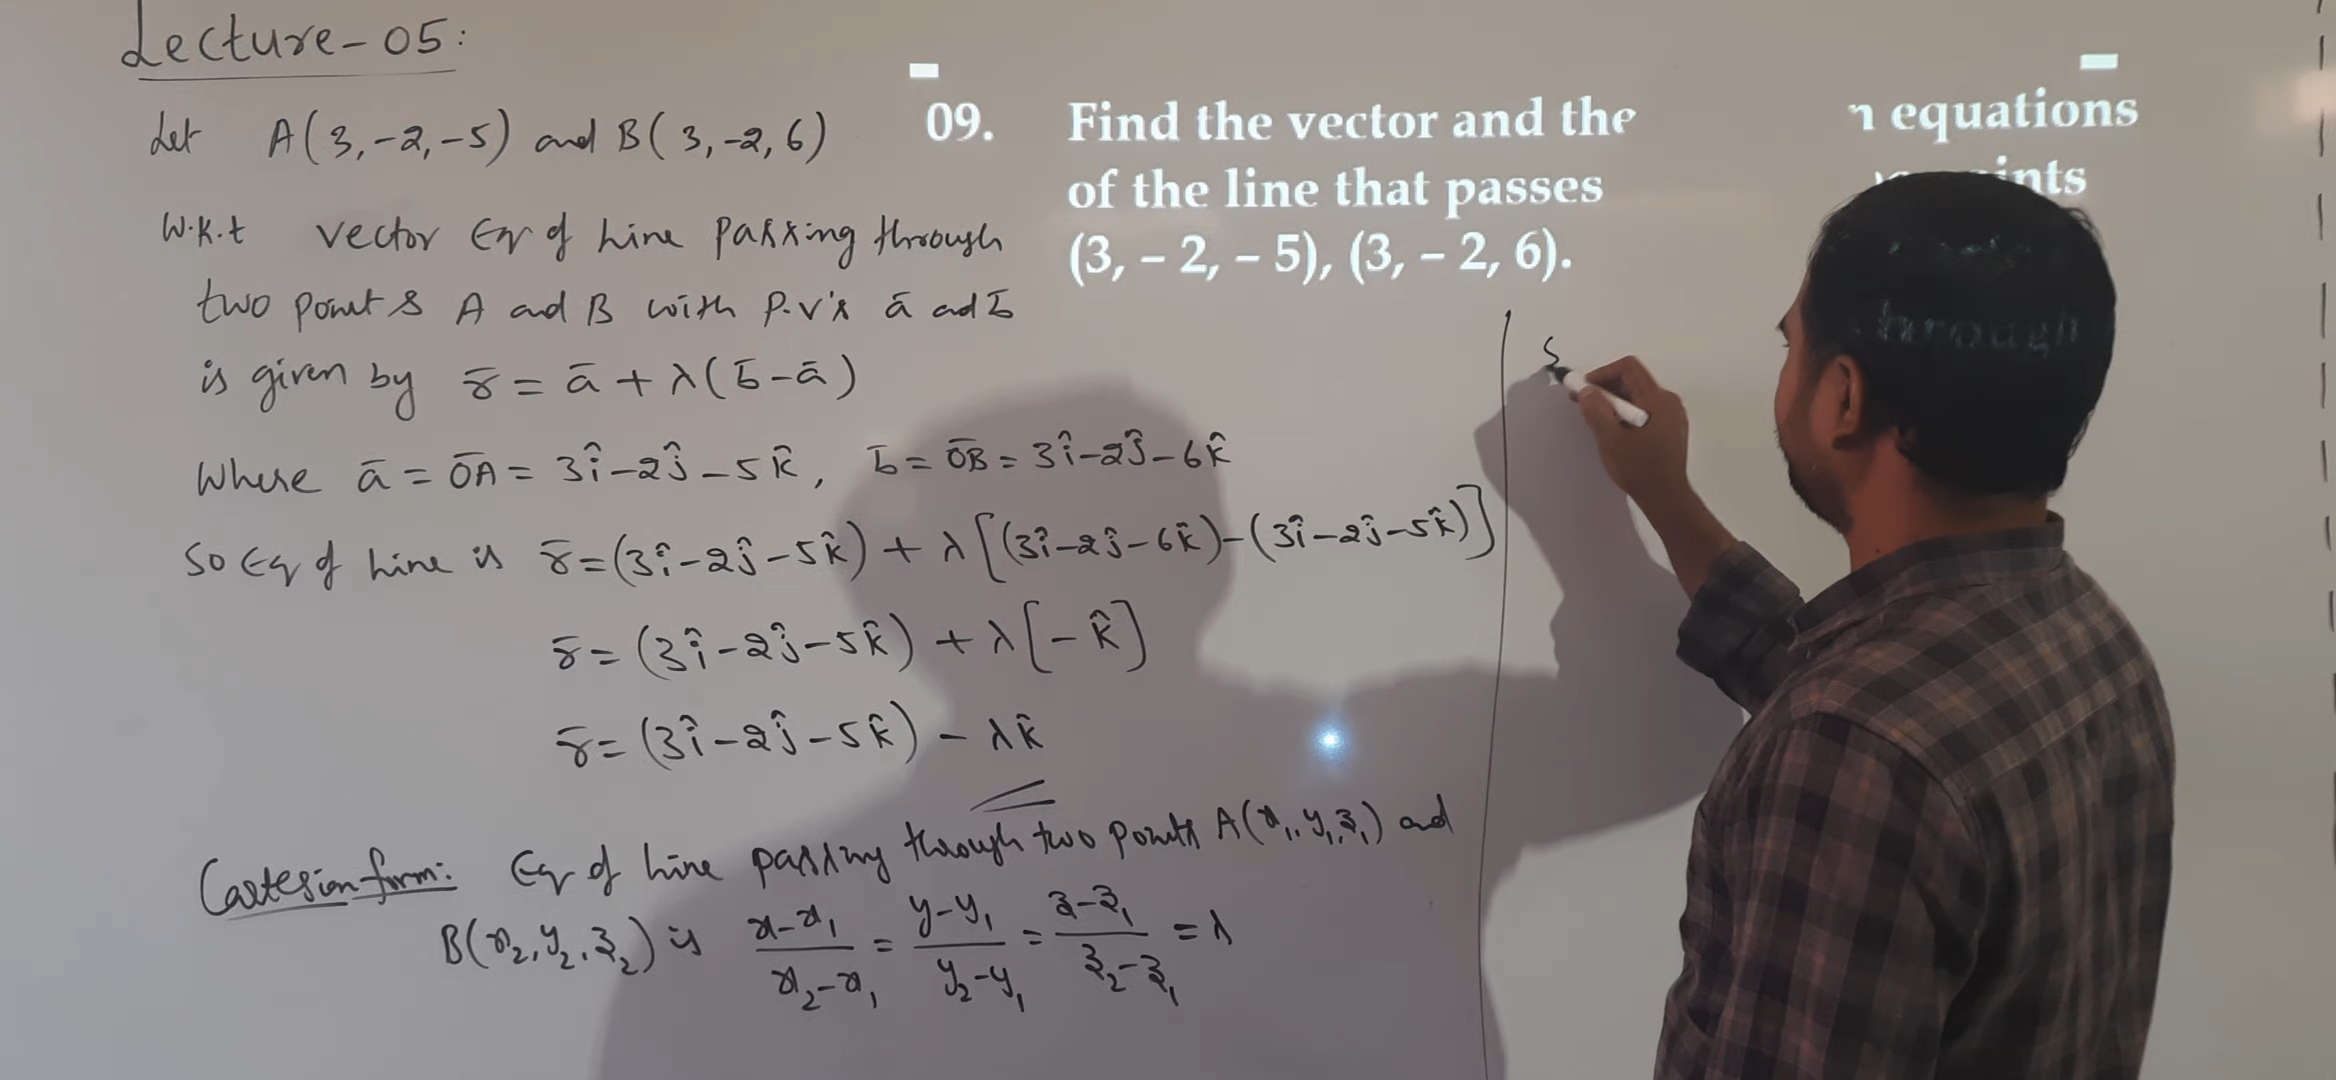 Lecture-05:
Let A(3,-2,-5) and B(3,-2,6)
W.K.t vector Eq of Line passing through
two points A and B with P.V's ā and b̄
is given by r̄ = ā + λ(b̄-ā)
Where ā = ŌA = 3î-2ĵ-5k̂, b̄ = ŌB = 3î-2ĵ-6k̂
So Eq of Line is r̄=(3î-2ĵ-5k̂) + λ[(3î-2ĵ-6k̂)-(3î-2ĵ-5k̂)]
r̄=(3î-2ĵ-5k̂) + λ[-k̂]
r̄=(3î-2ĵ-5k̂) - λk̂
Cartesian form: Eq of Line passing through two points A(x₁,y₁,z₁) and
B(x₂,y₂,z₂) is (x-x₁)/(x₂-x₁) = (y-y₁)/(y₂-y₁) = (z-z₁)/(z₂-z₁) = λ
09. Find the vector and the n equations
of the line that passes
(3, – 2, – 5), (3, – 2, 6).
S